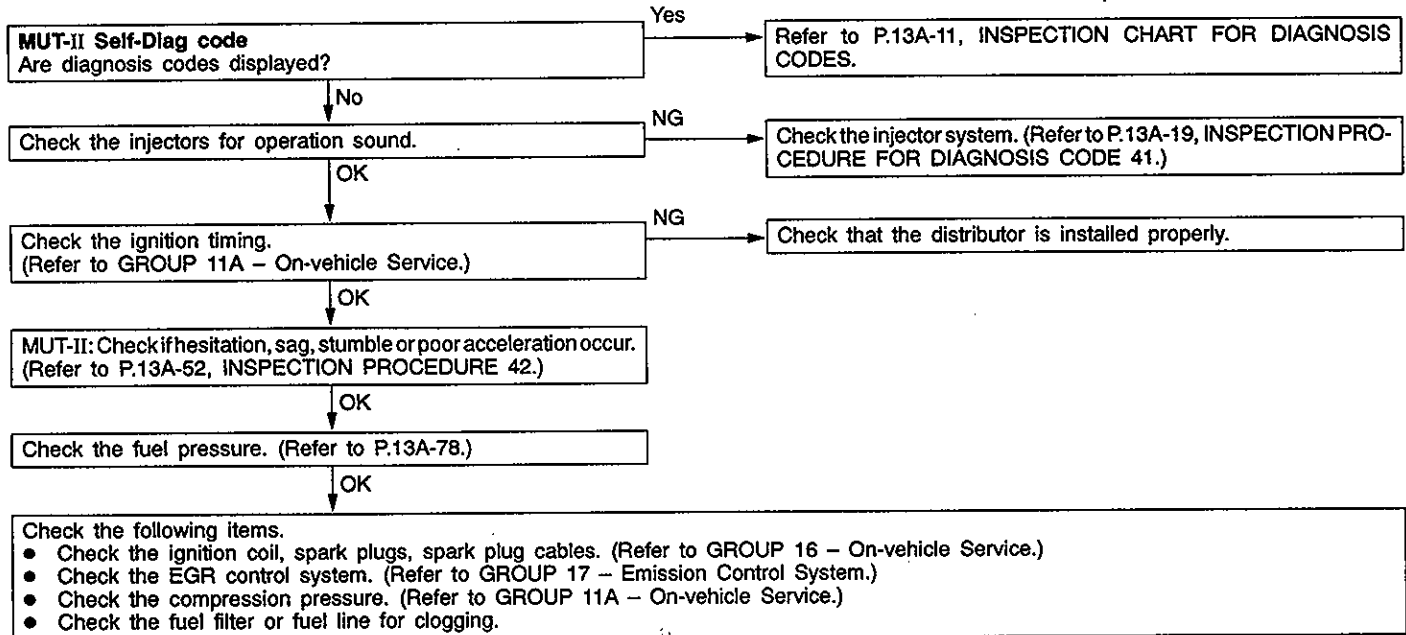 Yes
MUT-II Self-Diag code
Are diagnosis codes displayed?
Refer to P.13A-11, INSPECTION CHART FOR DIAGNOSIS
CODES.
No
NG
Check the injectors for operation sound.
Check the injector system. (Refer to P.13A-19, INSPECTION PRO-
CEDURE FOR DIAGNOSIS CODE 41.)
OK
NG
Check the ignition timing.
(Refer to GROUP 11A – On-vehicle Service.)
Check that the distributor is installed properly.
OK
MUT-II: Check if hesitation, sag, stumble or poor acceleration occur.
(Refer to P.13A-52, INSPECTION PROCEDURE 42.)
OK
Check the fuel pressure. (Refer to P.13A-78.)
OK
Check the following items.
● Check the ignition coil, spark plugs, spark plug cables. (Refer to GROUP 16 – On-vehicle Service.)
● Check the EGR control system. (Refer to GROUP 17 – Emission Control System.)
● Check the compression pressure. (Refer to GROUP 11A – On-vehicle Service.)
● Check the fuel filter or fuel line for clogging.